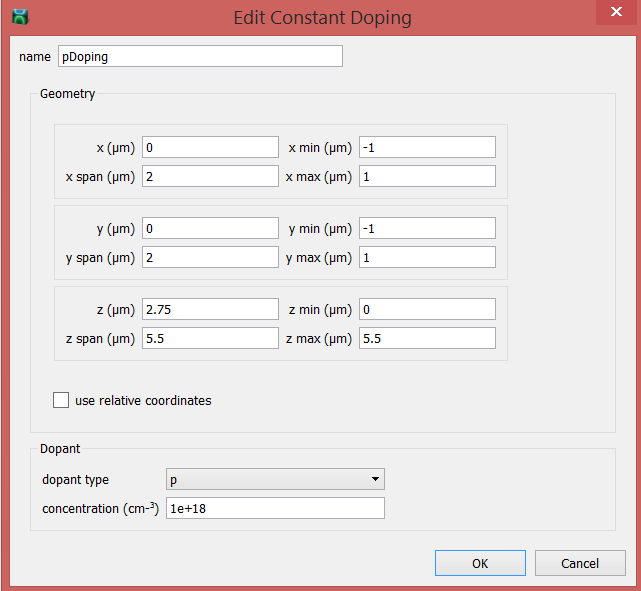 Edit Constant Doping
name pDoping
Geometry
x (µm) 0 x min (µm) -1
x span (µm) 2 x max (µm) 1
y (µm) 0 y min (µm) -1
y span (µm) 2 y max (µm) 1
z (µm) 2.75 z min (µm) 0
z span (µm) 5.5 z max (µm) 5.5
use relative coordinates
Dopant
dopant type p
concentration (cm-³) 1e+18
OK Cancel